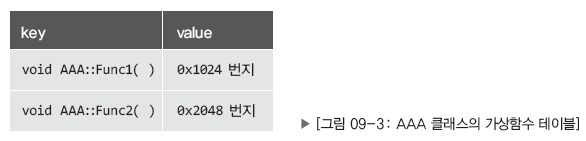 key value
void AAA::Func1( ) 0x1024 번지
void AAA::Func2( ) 0x2048 번지
▶ [그림 09-3: AAA 클래스의 가상함수 테이블]